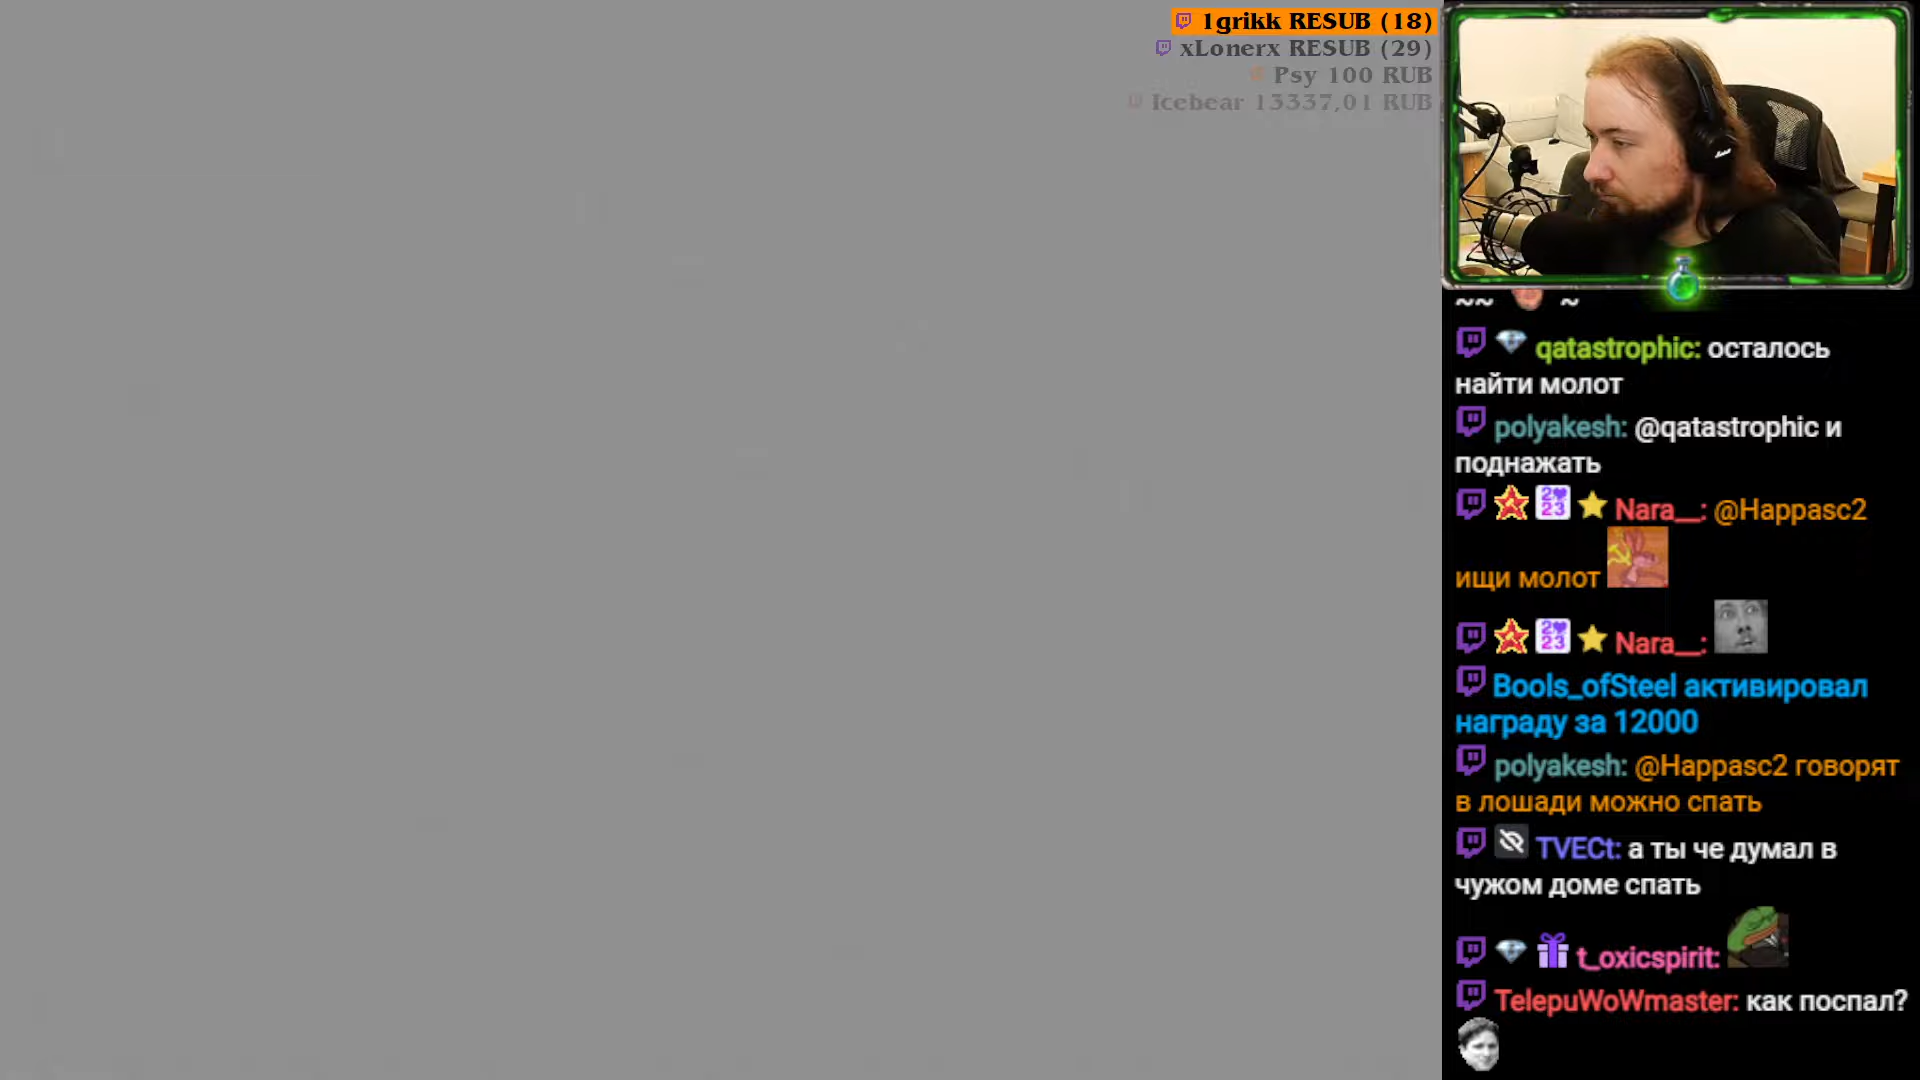 1grikk RESUB (18)
xLonerx RESUB (29)
Psy 100 RUB
Icebear 13337,01 RUB
~~ ~
qatastrophic: осталось
найти молот
polyakesh: @qatastrophic и
поднажать
Nara__: @Happasc2
ищи молот
Nara__:
Bools_ofSteel активировал
награду за 12000
polyakesh: @Happasc2 говорят
в лошади можно спать
TVECt: а ты че думал в
чужом доме спать
t_oxicspirit:
TelepuWoWmaster: как поспал?